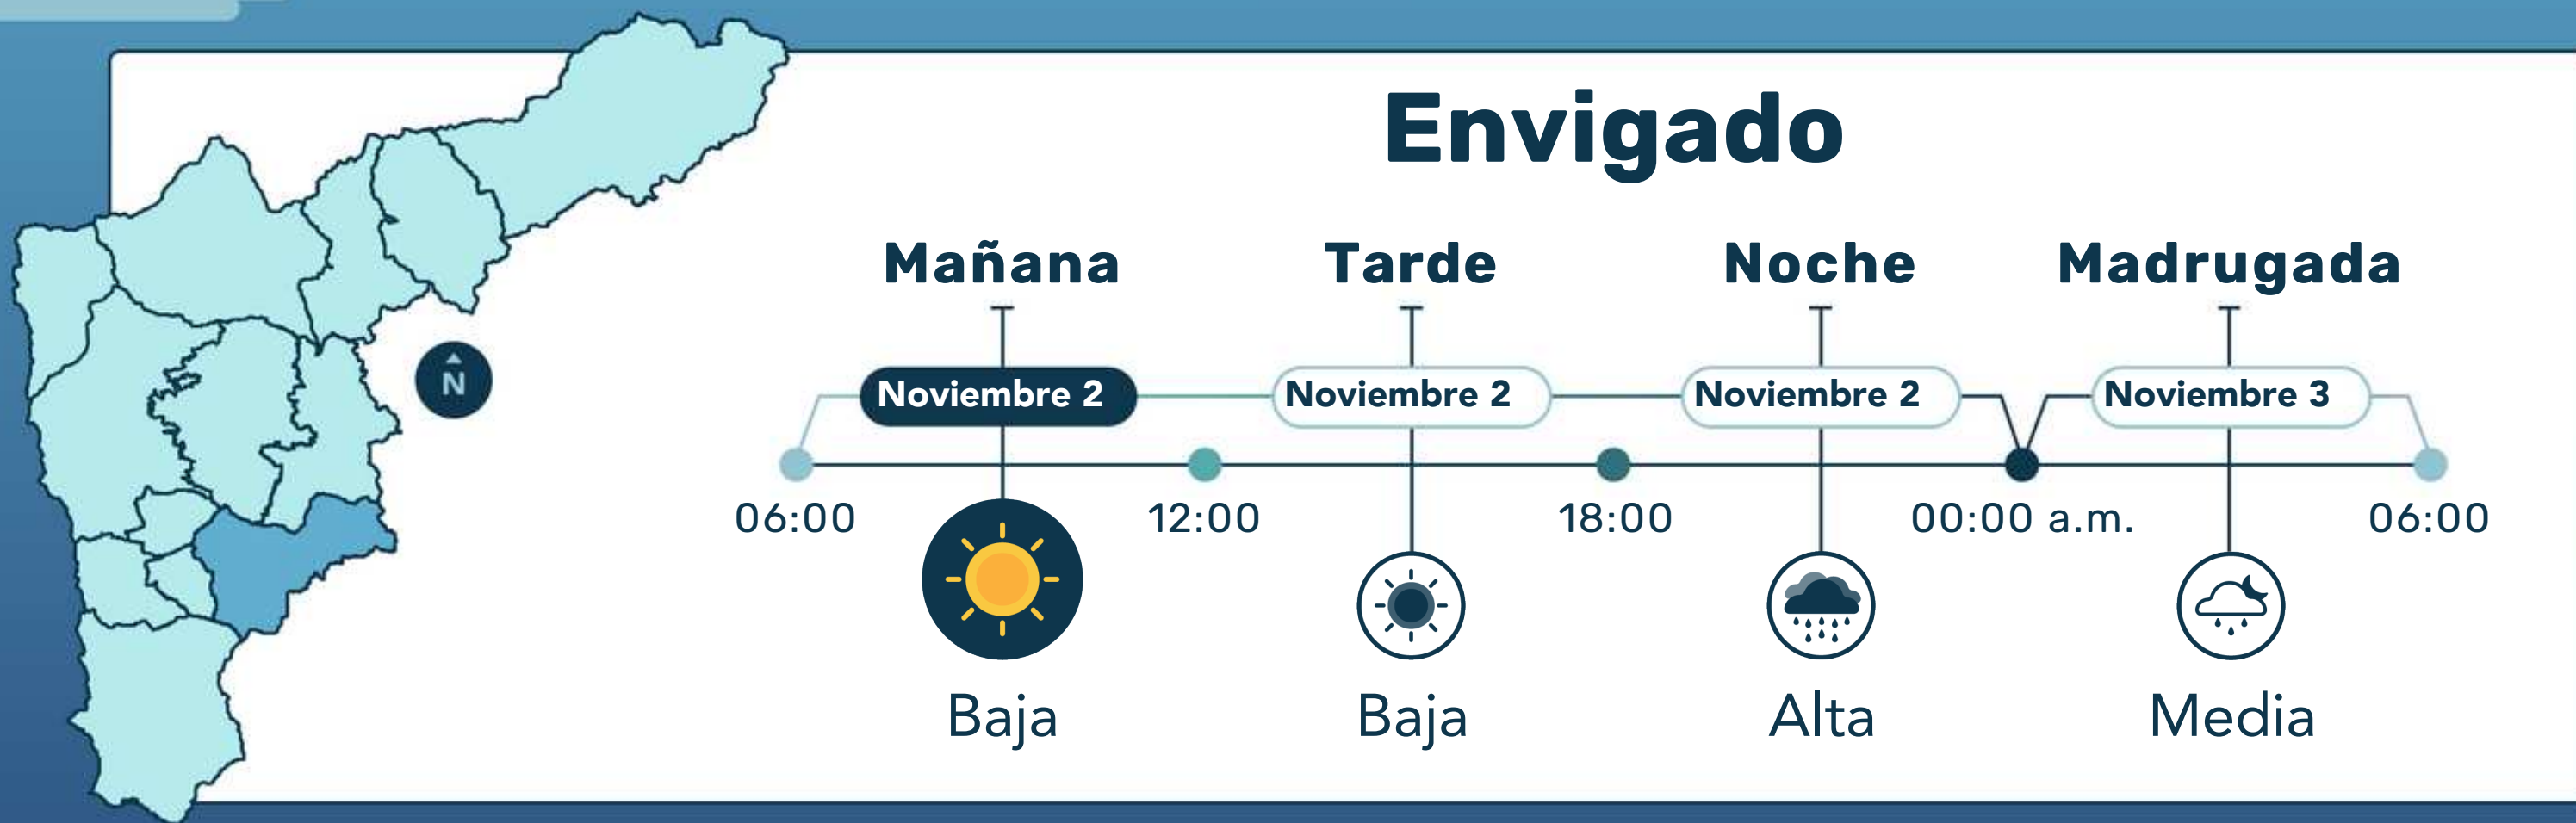 Envigado
Mañana
Tarde
Noche
Madrugada
Noviembre 2
Noviembre 2
Noviembre 2
Noviembre 3
N
06:00
12:00
18:00
00:00 a.m.
06:00
Baja
Baja
Alta
Media